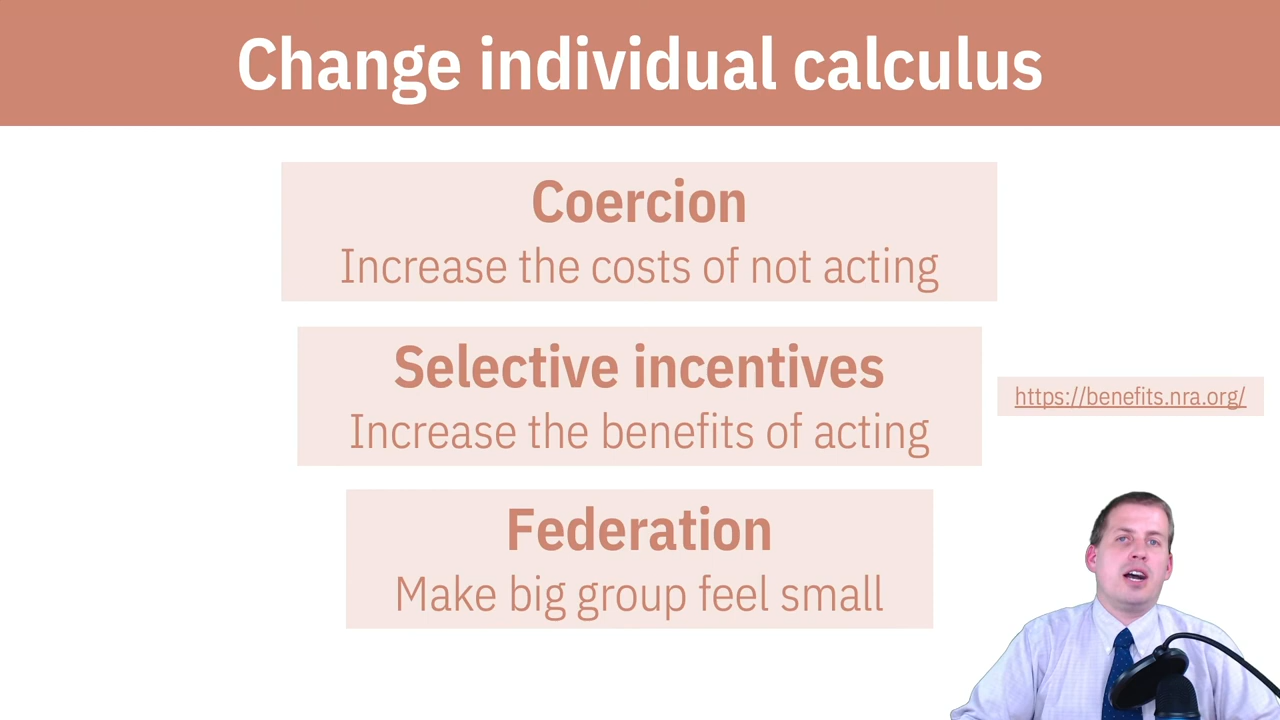 Change individual calculus
Coercion
Increase the costs of not acting
Selective incentives
Increase the benefits of acting
https://benefits.nra.org/
Federation
Make big group feel small